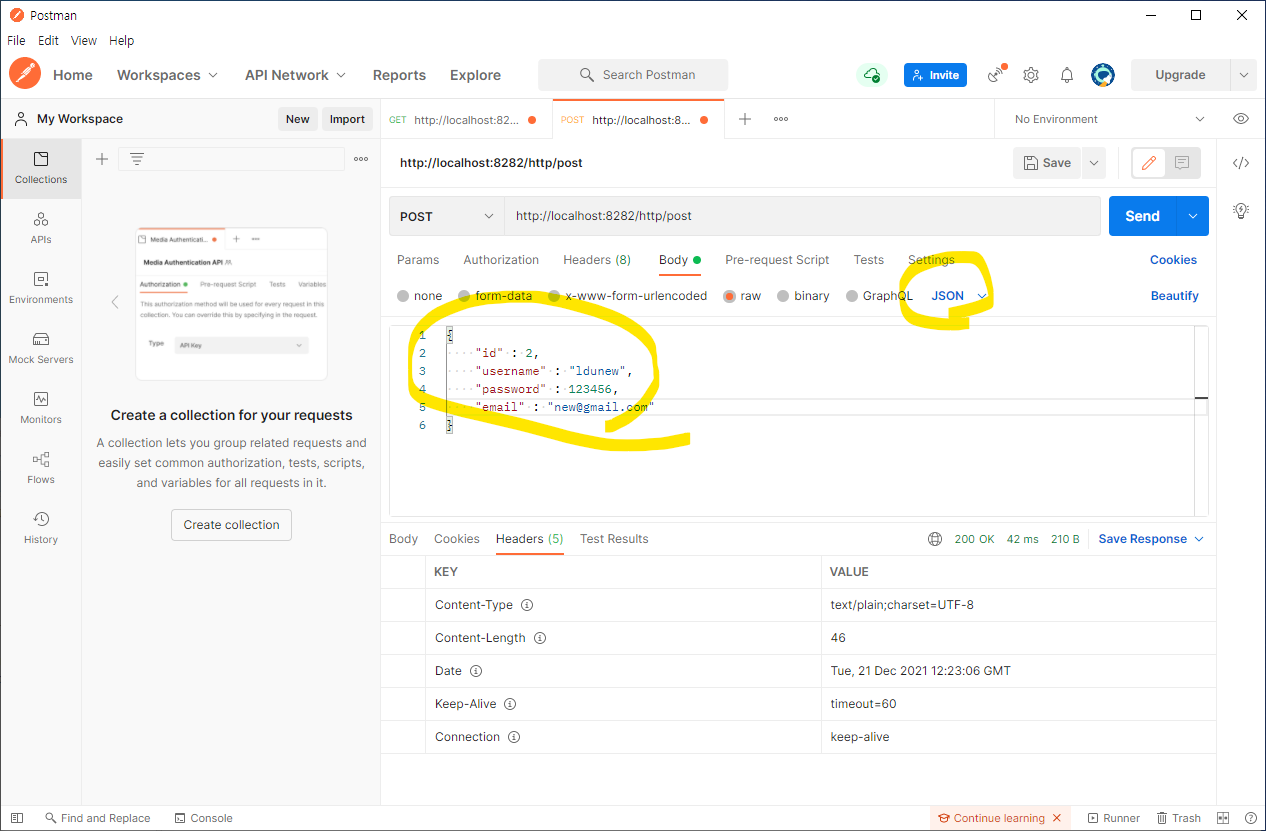 Postman
File Edit View Help
Home Workspaces API Network Reports Explore Search Postman Invite Upgrade
My Workspace New Import
GET http://localhost:82... POST http://localhost:8... No Environment
Collections
APIs
Environments
Mock Servers
Monitors
Flows
History
Media Authenticati...
Media Authentication API
Authorization Pre-request Script Tests Variables
This authorization method will be used for every request in this
collection. You can override this by specifying in the request.
Type API Key
Create a collection for your requests
A collection lets you group related requests and
easily set common authorization, tests, scripts,
and variables for all requests in it.
Create collection
http://localhost:8282/http/post Save
POST http://localhost:8282/http/post Send
Params Authorization Headers (8) Body Pre-request Script Tests Settings Cookies
none form-data x-www-form-urlencoded raw binary GraphQL JSON Beautify
1 {
2 "id" : 2,
3 "username" : "ldunew",
4 "password" : 123456,
5 "email" : "new@gmail.com"
6 }
Body Cookies Headers (5) Test Results 200 OK 42 ms 210 B Save Response
KEY VALUE
Content-Type text/plain;charset=UTF-8
Content-Length 46
Date Tue, 21 Dec 2021 12:23:06 GMT
Keep-Alive timeout=60
Connection keep-alive
Find and Replace Console Continue learning Runner Trash